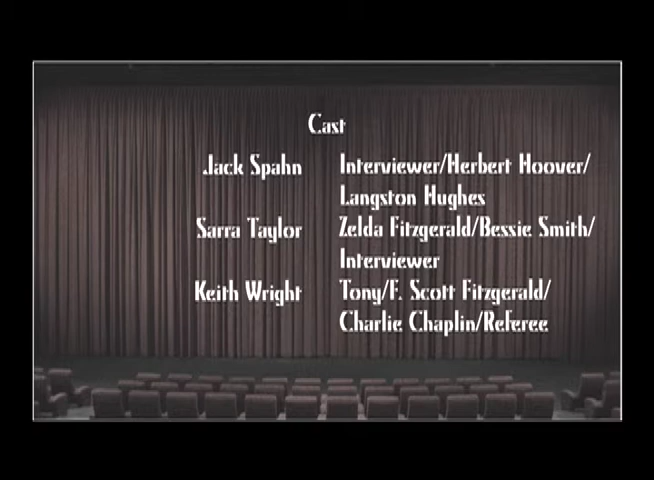 Cast
Jack Spahn Interviewer/Herbert Hoover/
Langston Hughes
Sarra Taylor Zelda Fitzgerald/Bessie Smith/
Interviewer
Keith Wright Tony/F. Scott Fitzgerald/
Charlie Chaplin/Referee